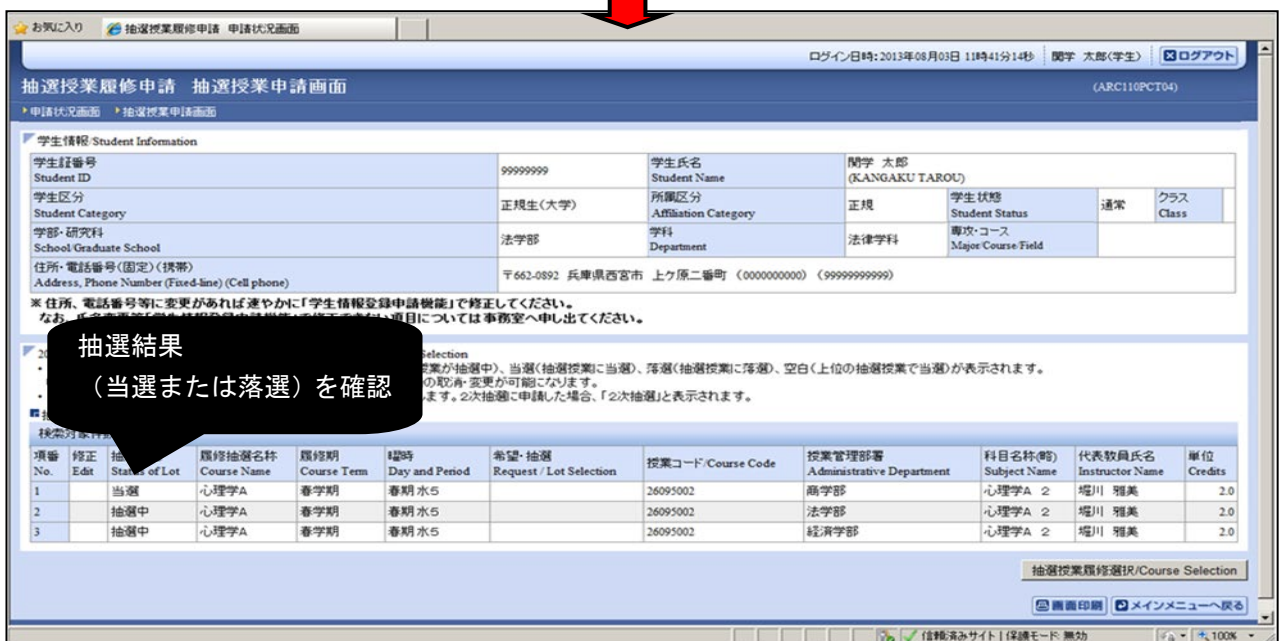 お気に入り
抽選授業履修申請 申請状況画面
ログイン日時:2013年08月03日 11時41分14秒
関学 太郎(学生)
ログアウト
抽選授業履修申請 抽選授業申請画面
(ARC110PCT04)
申請状況画面 抽選授業申請画面
学生情報/Student Information
学生証番号
Student ID
99999999
学生氏名
Student Name
関学 太郎
(KANGAKU TAROU)
学生区分
Student Category
正規生(大学)
所属区分
Affiliation Category
正規
学生状態
Student Status
通常
クラス
Class
学部・研究科
School/Graduate School
法学部
学科
Department
法律学科
専攻・コース
Major/Course/Field
住所・電話番号(固定)(携帯)
Address, Phone Number (Fixed-line) (Cell phone)
〒662-0892 兵庫県西宮市 上ケ原二番町 (0000000000) (99999999999)
※住所、電話番号等に変更があれば速やかに「学生情報登録申請機能」で修正してください。
項目については事務室へ申し出てください。
抽選結果
(当選または落選)を確認
Selection
業が抽選中)、当選(抽選授業に当選)、落選(抽選授業に落選)、空白(上位の抽選授業で当選)が表示されます。
の取消・変更が可能になります。
します。2次抽選に申請した場合、「2次抽選」と表示されます。
項番 修正 履修抽選名称 履修期 曜時 希望・抽選 授業コード/Course Code 授業管理部署 科目名称(略) 代表教員氏名 単位
No. Edit Status of Lot Course Name Course Term Day and Period Request / Lot Selection Administrative Department Subject Name Instructor Name Credits
1 当選 心理学A 春学期 春期 水5 26095002 商学部 心理学A 2 堀川 雅美 2.0
2 抽選中 心理学A 春学期 春期 水5 26095002 法学部 心理学A 2 堀川 雅美 2.0
3 抽選中 心理学A 春学期 春期 水5 26095002 経済学部 心理学A 2 堀川 雅美 2.0
抽選授業履修選択/Course Selection
画面印刷 メインメニューへ戻る
信頼済みサイト | 保護モード: 無効
100%